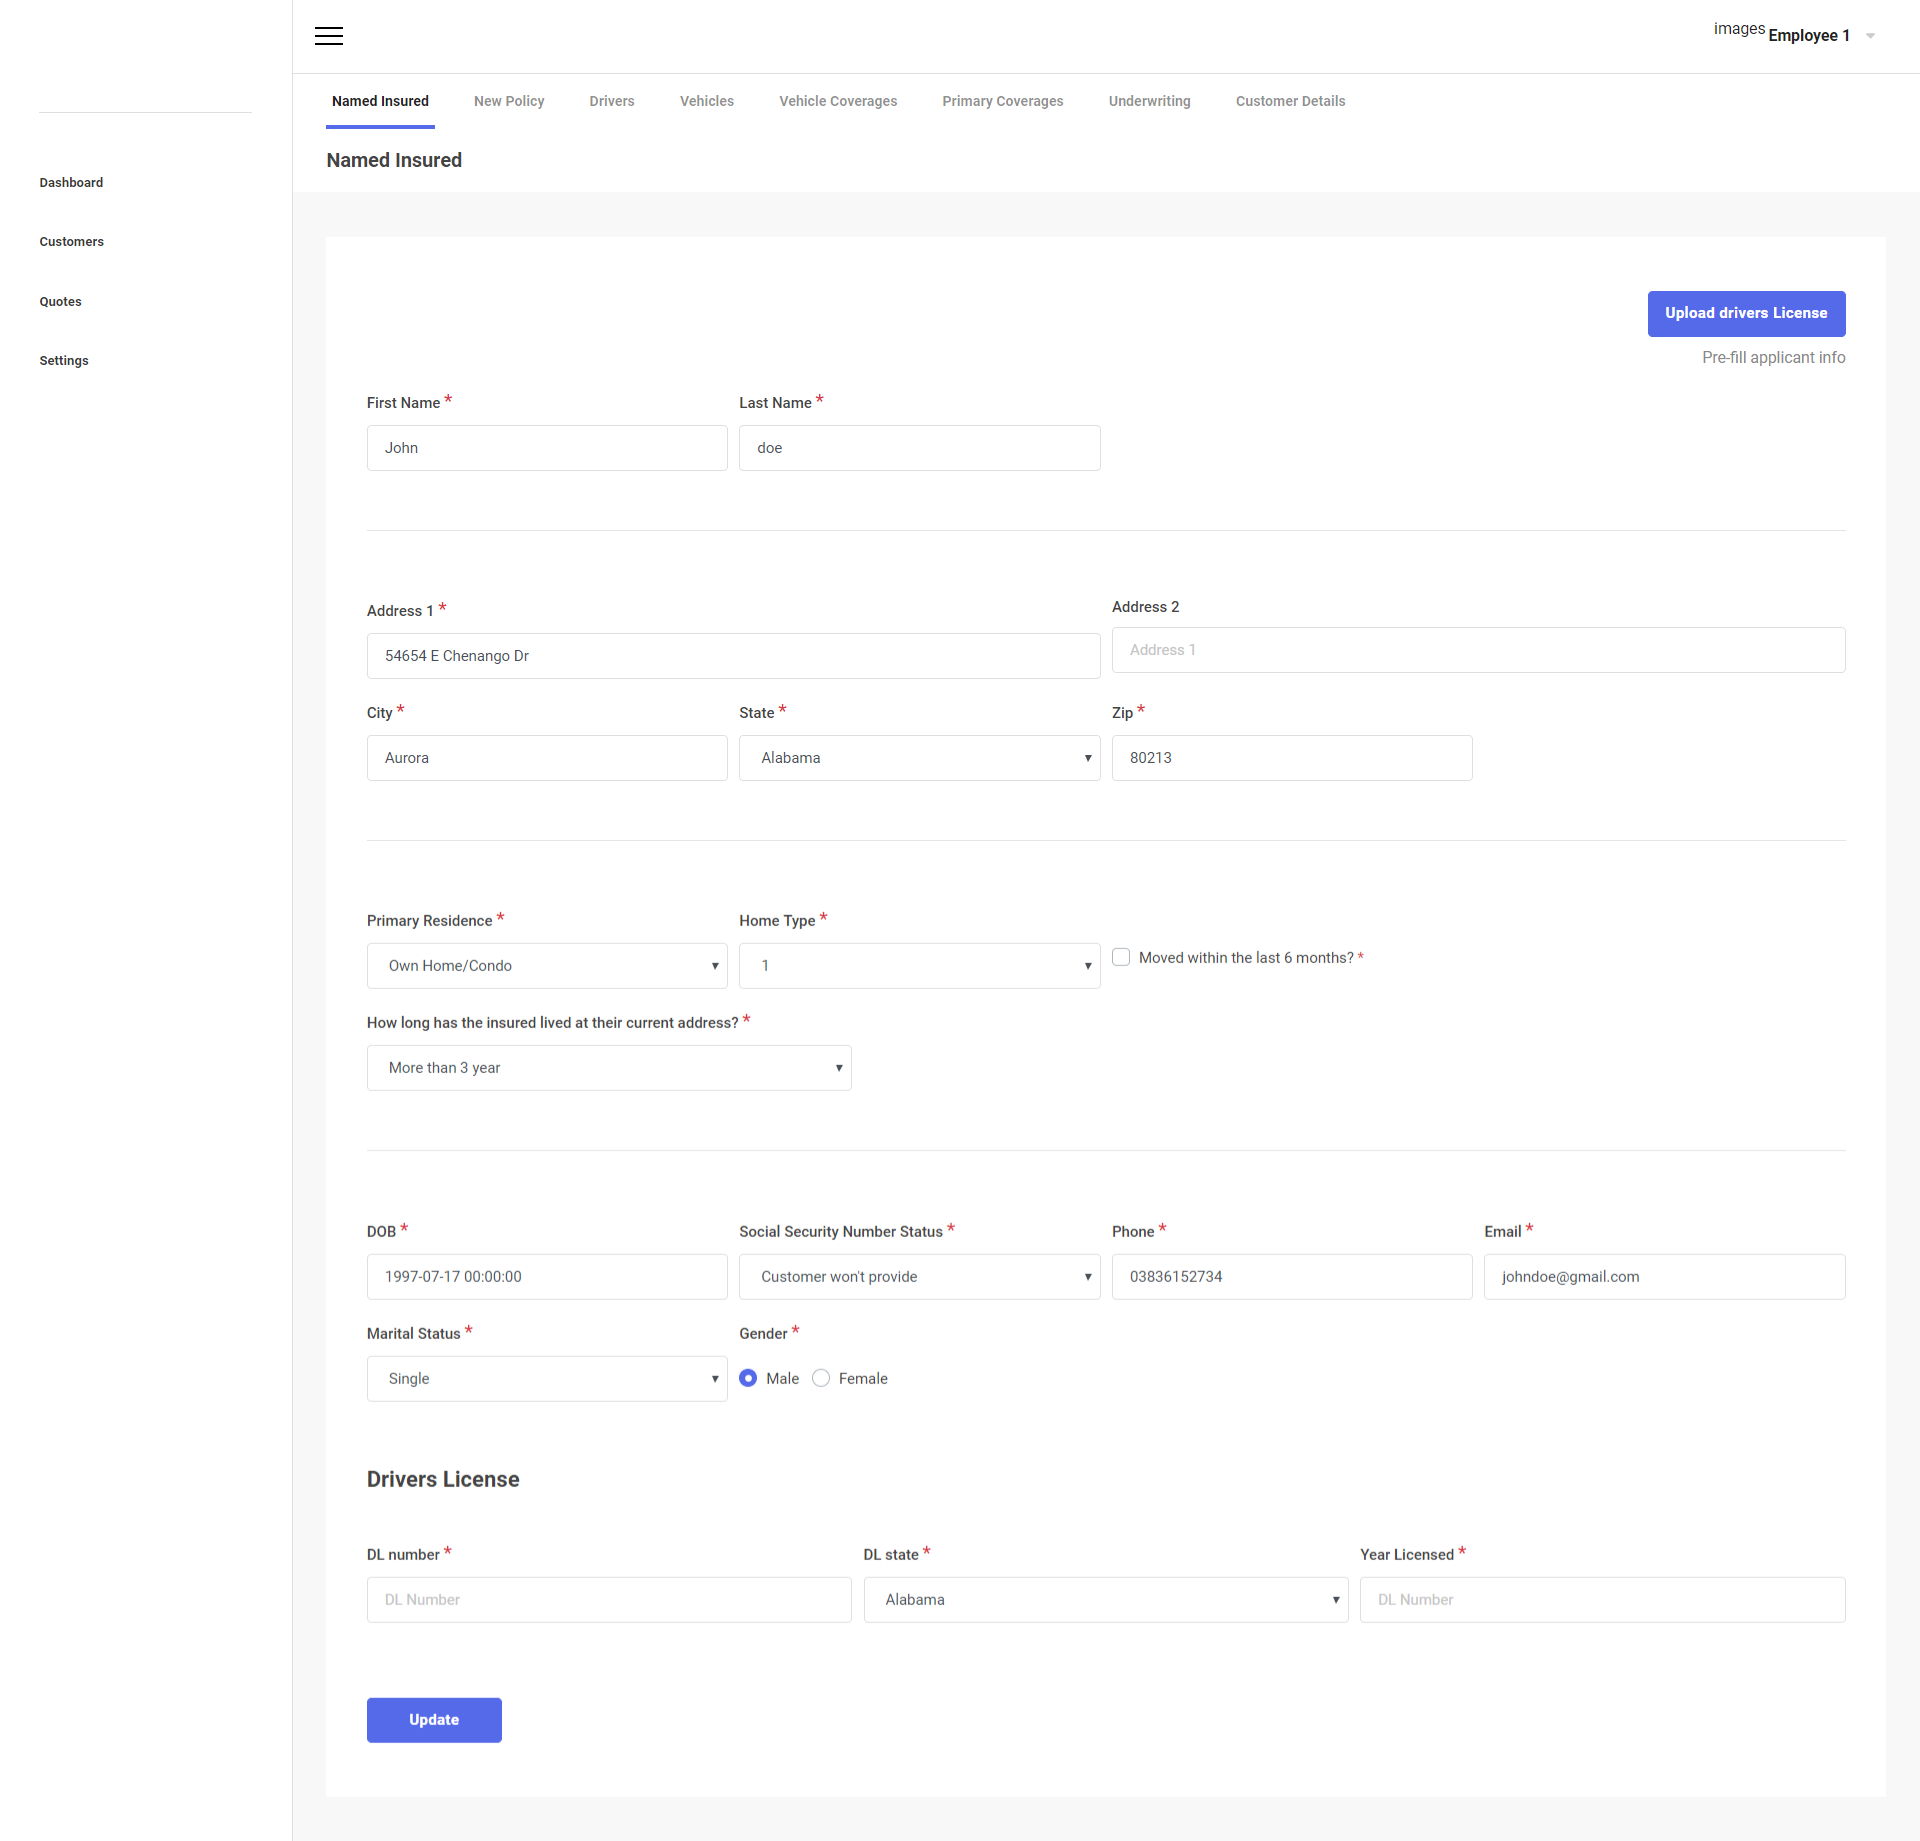 images Employee 1
Named Insured New Policy Drivers Vehicles Vehicle Coverages Primary Coverages Underwriting Customer Details
Named Insured
Dashboard
Customers
Quotes
Settings
Upload drivers License
Pre-fill applicant info
First Name * Last Name *
John doe
Address 1 * Address 2
54654 E Chenango Dr Address 1
City * State * Zip *
Aurora Alabama 80213
Primary Residence * Home Type *
Own Home/Condo 1 Moved within the last 6 months? *
How long has the insured lived at their current address? *
More than 3 year
DOB * Social Security Number Status * Phone * Email *
1997-07-17 00:00:00 Customer won't provide 03836152734 johndoe@gmail.com
Marital Status * Gender *
Single Male Female
Drivers License
DL number * DL state * Year Licensed *
DL Number Alabama DL Number
Update